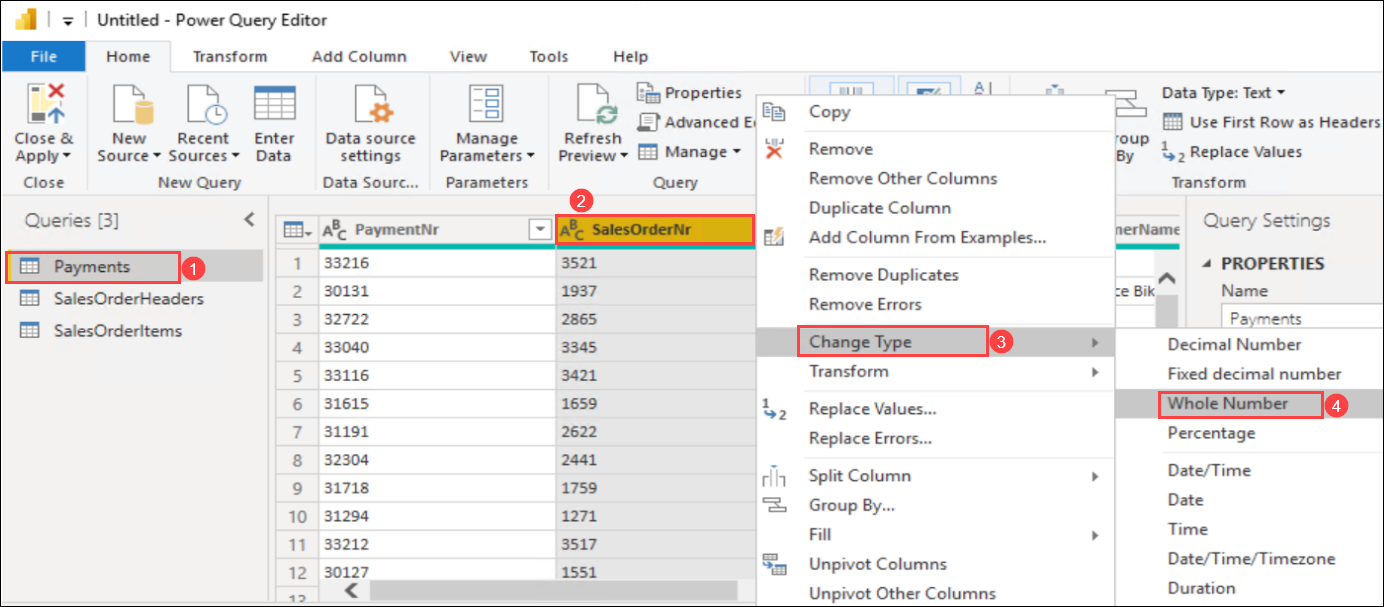 Untitled - Power Query Editor
File Home Transform Add Column View Tools Help
Close & Apply
New Source
Recent Sources
Enter Data
Data source settings
Manage Parameters
Refresh Preview
Properties
Advanced E
Manage
Data Type: Text
Use First Row as Headers
Replace Values
roup By
Close
New Query
Data Sourc...
Parameters
Query
Transform
Queries [3]
Payments 1
SalesOrderHeaders
SalesOrderItems
2
ABC PaymentNr ABC SalesOrderNr
merName
1 33216 3521
2 30131 1937
ce Bik
3 32722 2865
4 33040 3345
5 33116 3421
6 31615 1659
7 31191 2622
8 32304 2441
9 31718 1759
10 31294 1271
11 33212 3517
12 30127 1551
13
Copy
Remove
Remove Other Columns
Duplicate Column
Add Column From Examples...
Remove Duplicates
Remove Errors
Change Type 3
Transform
Replace Values...
Replace Errors...
Split Column
Group By...
Fill
Unpivot Columns
Unpivot Other Columns
Query Settings
PROPERTIES
Name
Payments
Decimal Number
Fixed decimal number
Whole Number 4
Percentage
Date/Time
Date
Time
Date/Time/Timezone
Duration